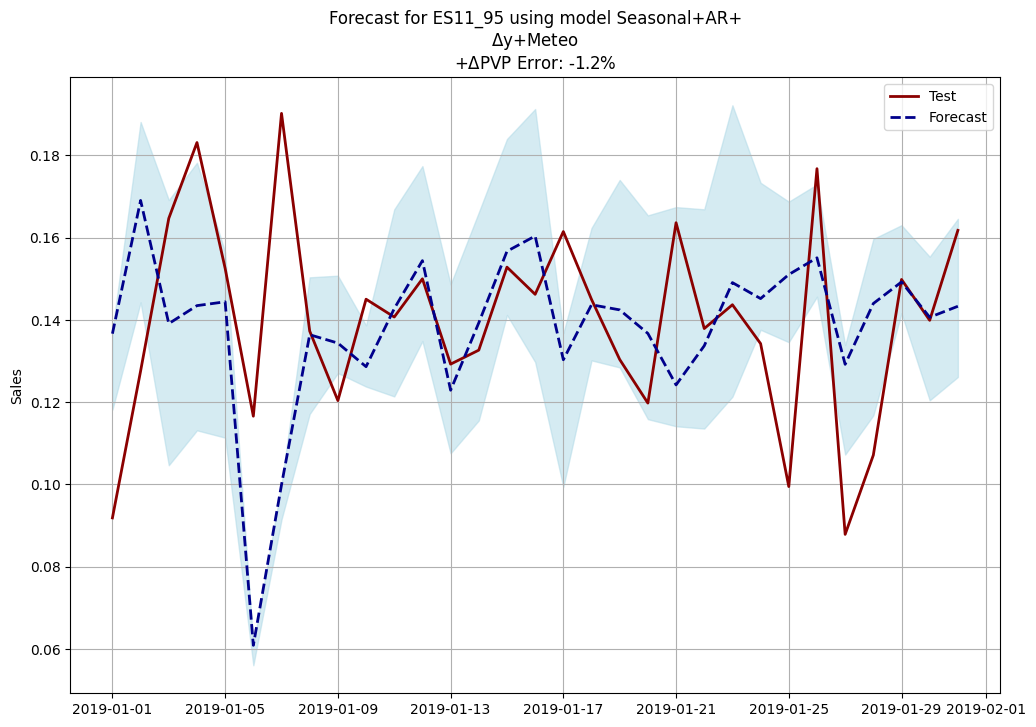 Forecast for ES11_95 using model Seasonal+AR+
Δy+Meteo
+ΔPVP Error: -1.2%
Test
Forecast
Sales
0.18
0.16
0.14
0.12
0.10
0.08
0.06
2019-01-01 2019-01-05 2019-01-09 2019-01-13 2019-01-17 2019-01-21 2019-01-25 2019-01-29 2019-02-01